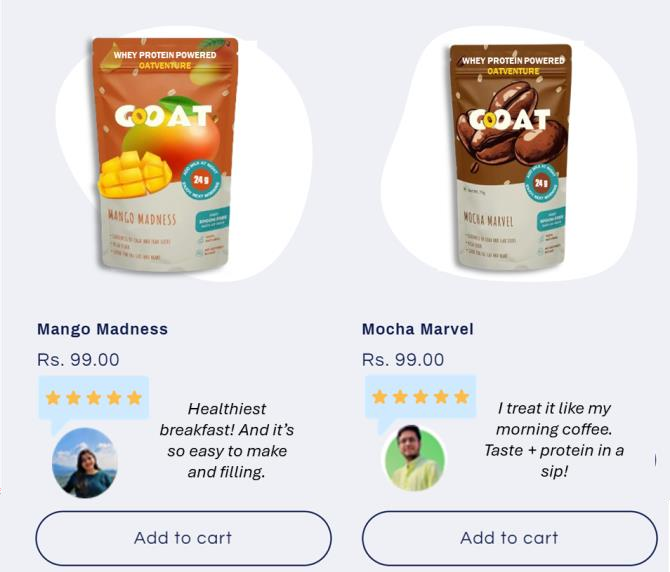 WHEY PROTEIN POWERED
OATVENTURE
GOOAT
24 g
MANGO MADNESS
WHEY PROTEIN POWERED
OATVENTURE
GOOAT
24 g
MOCHA MARVEL
Mango Madness
Rs. 99.00
Healthiest
breakfast! And it's
so easy to make
and filling.
Add to cart
Mocha Marvel
Rs. 99.00
I treat it like my
morning coffee.
Taste + protein in a
sip!
Add to cart